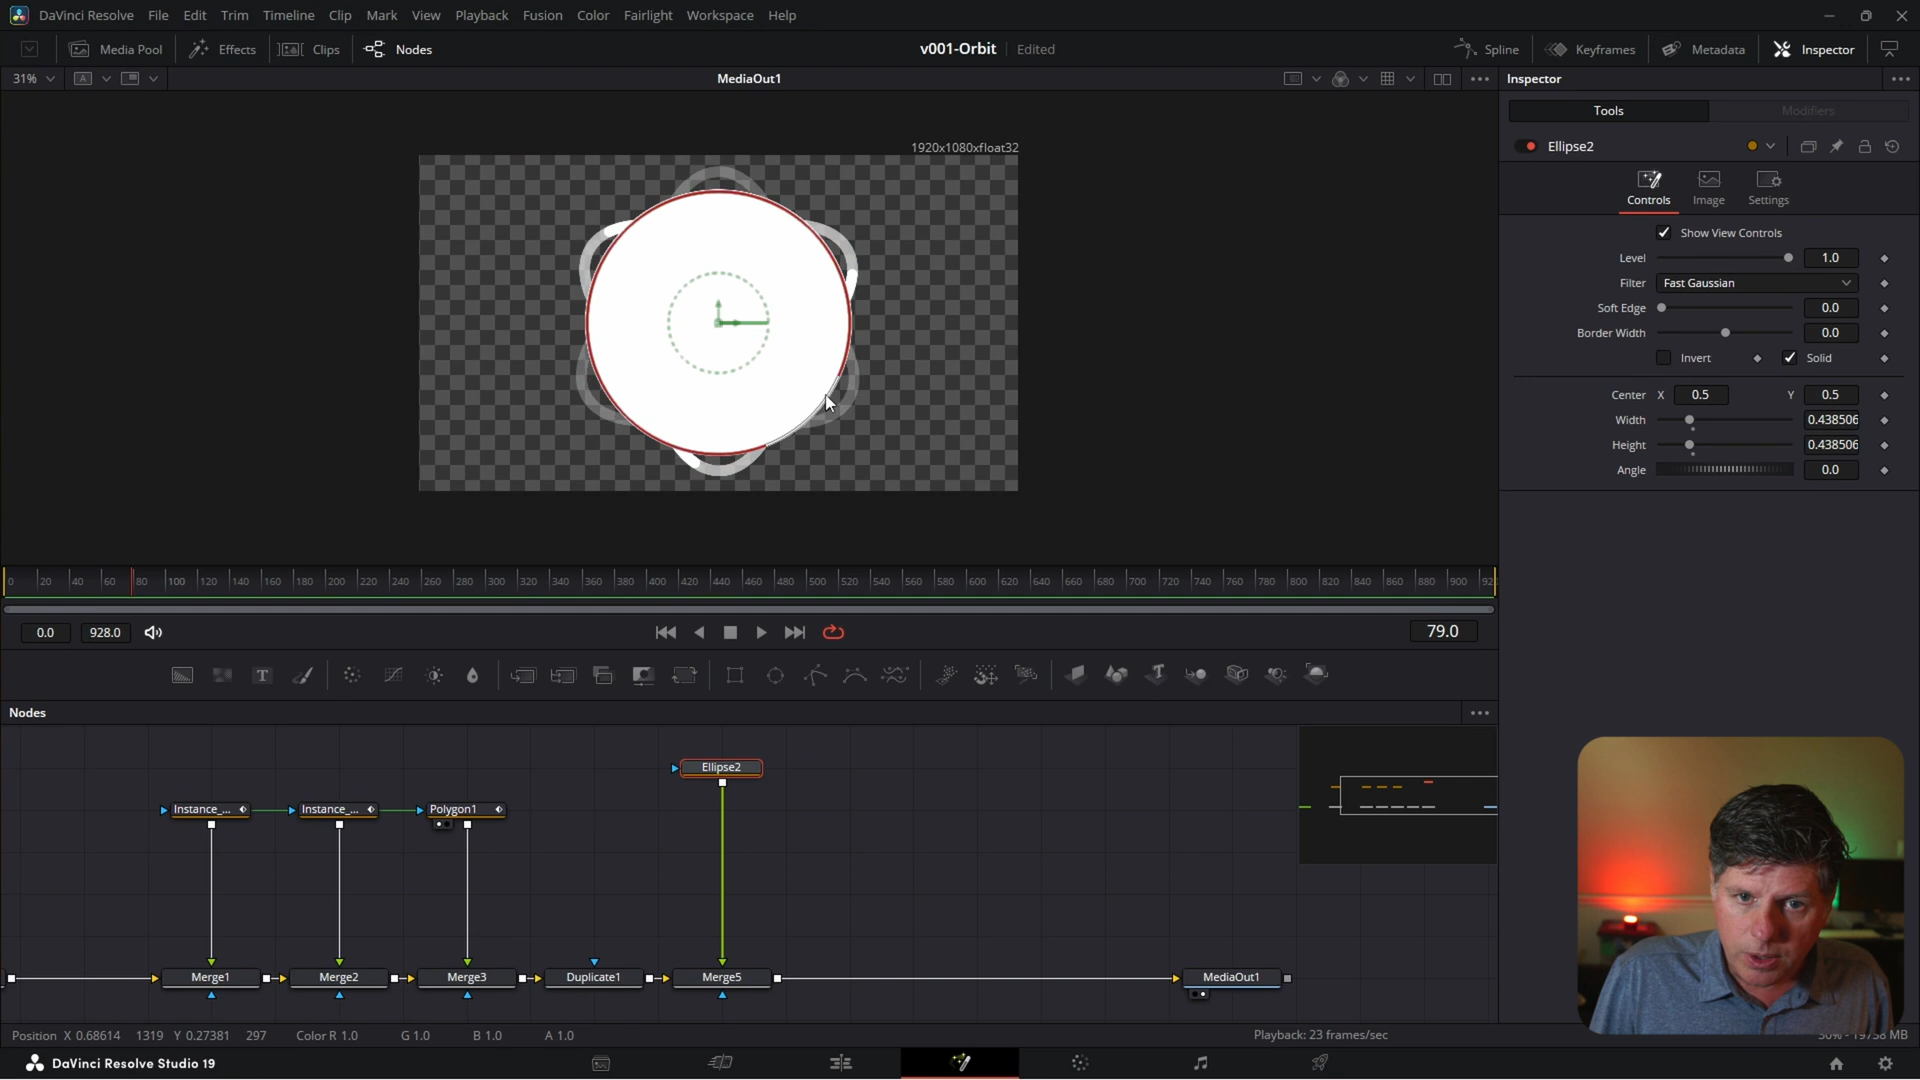 DaVinci Resolve File Edit Trim Timeline Clip Mark View Playback Fusion Color Fairlight Workspace Help
Media Pool Effects Clips Nodes v001-Orbit Edited Spline Keyframes Metadata Inspector
31% A MediaOut1 Inspector
Tools Modifiers
1920x1080xfloat32
Ellipse2
Controls Image Settings
Show View Controls
Level 1.0
Filter Fast Gaussian
Soft Edge 0.0
Border Width 0.0
Invert Solid
Center X 0.5 Y 0.5
Width 0.438506
Height 0.438506
Angle 0.0
0 20 40 60 80 100 120 140 160 180 200 220 240 260 280 300 320 340 360 380 400 420 440 460 480 500 520 540 560 580 600 620 640 660 680 700 720 740 760 780 800 820 840 860 880 900 92
0.0 928.0 79.0
T T
Nodes
Ellipse2
Instance_... Instance_... Polygon1
Merge1 Merge2 Merge3 Duplicate1 Merge5 MediaOut1
Position X 0.68614 1319 Y 0.27381 297 Color R 1.0 G 1.0 B 1.0 A 1.0 Playback: 23 frames/sec
DaVinci Resolve Studio 19